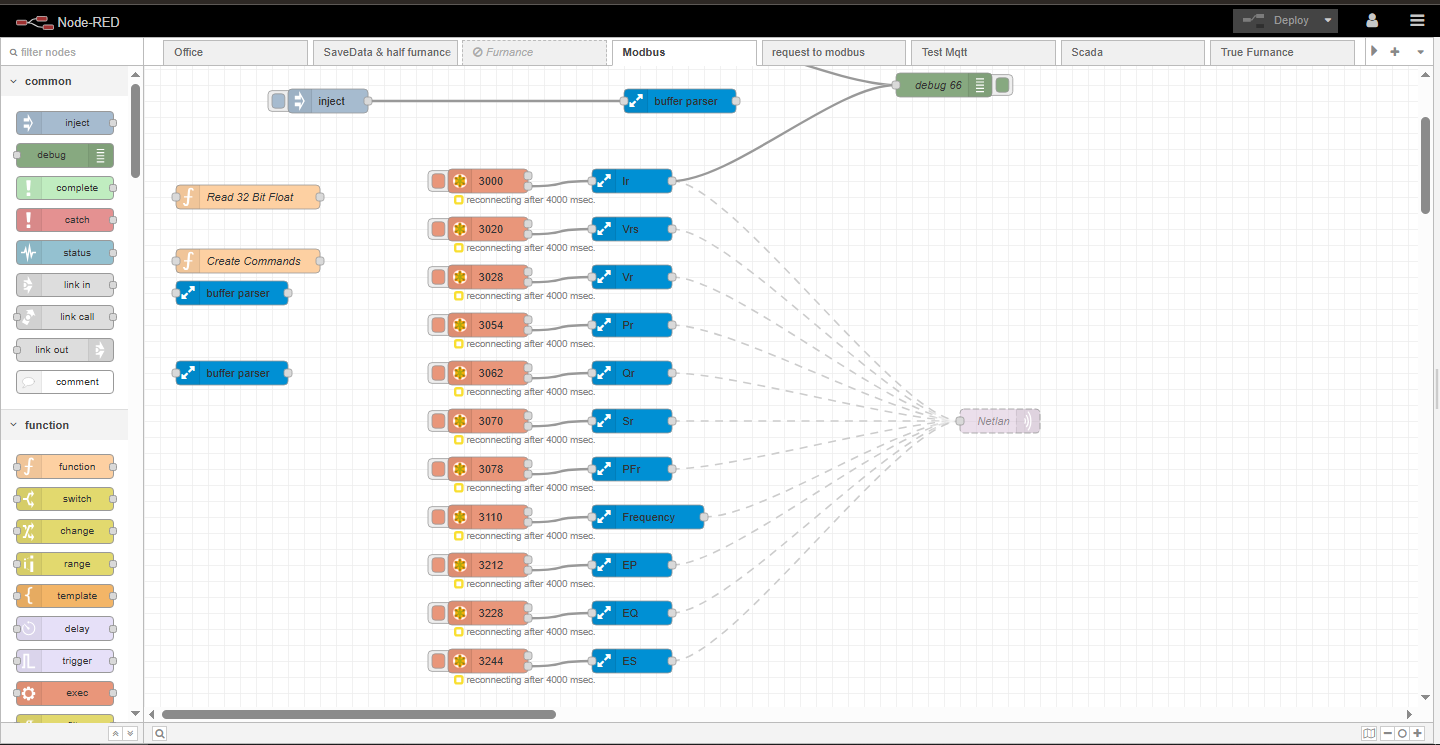 Node-RED
Deploy
filter nodes
Office
SaveData & half furnance
Furnance
Modbus
request to modbus
Test Mqtt
Scada
True Furnance
common
inject
debug
complete
catch
status
link in
link call
link out
comment
function
function
switch
change
range
template
delay
trigger
exec
inject
buffer parser
debug 66
Read 32 Bit Float
Create Commands
buffer parser
buffer parser
3000
Ir
reconnecting after 4000 msec.
3020
Vrs
reconnecting after 4000 msec.
3028
Vr
reconnecting after 4000 msec.
3054
Pr
reconnecting after 4000 msec.
3062
Qr
reconnecting after 4000 msec.
3070
Sr
reconnecting after 4000 msec.
Netlan
3078
PFr
reconnecting after 4000 msec.
3110
Frequency
reconnecting after 4000 msec.
3212
EP
reconnecting after 4000 msec.
3228
EQ
reconnecting after 4000 msec.
3244
ES
reconnecting after 4000 msec.